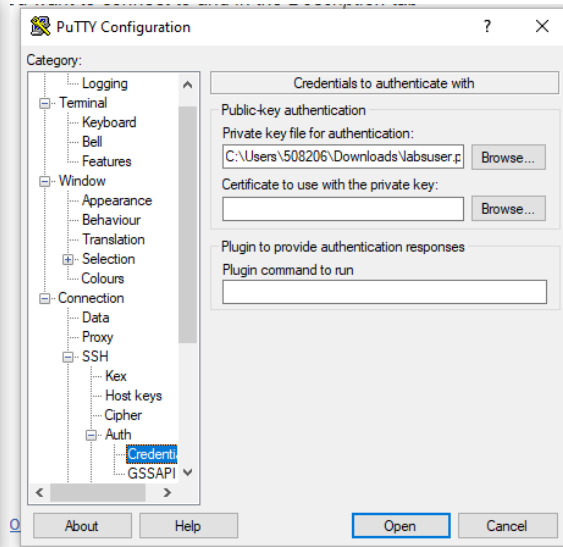 PuTTY Configuration
?
Category:
Logging
Terminal
Keyboard
Bell
Features
Window
Appearance
Behaviour
Translation
Selection
Colours
Connection
Data
Proxy
SSH
Kex
Host keys
Cipher
Auth
Credenti
GSSAPI
Credentials to authenticate with
Public-key authentication
Private key file for authentication:
C:\Users\508206\Downloads\labsuser.p
Browse...
Certificate to use with the private key:
Browse...
Plugin to provide authentication responses
Plugin command to run
About
Help
Open
Cancel